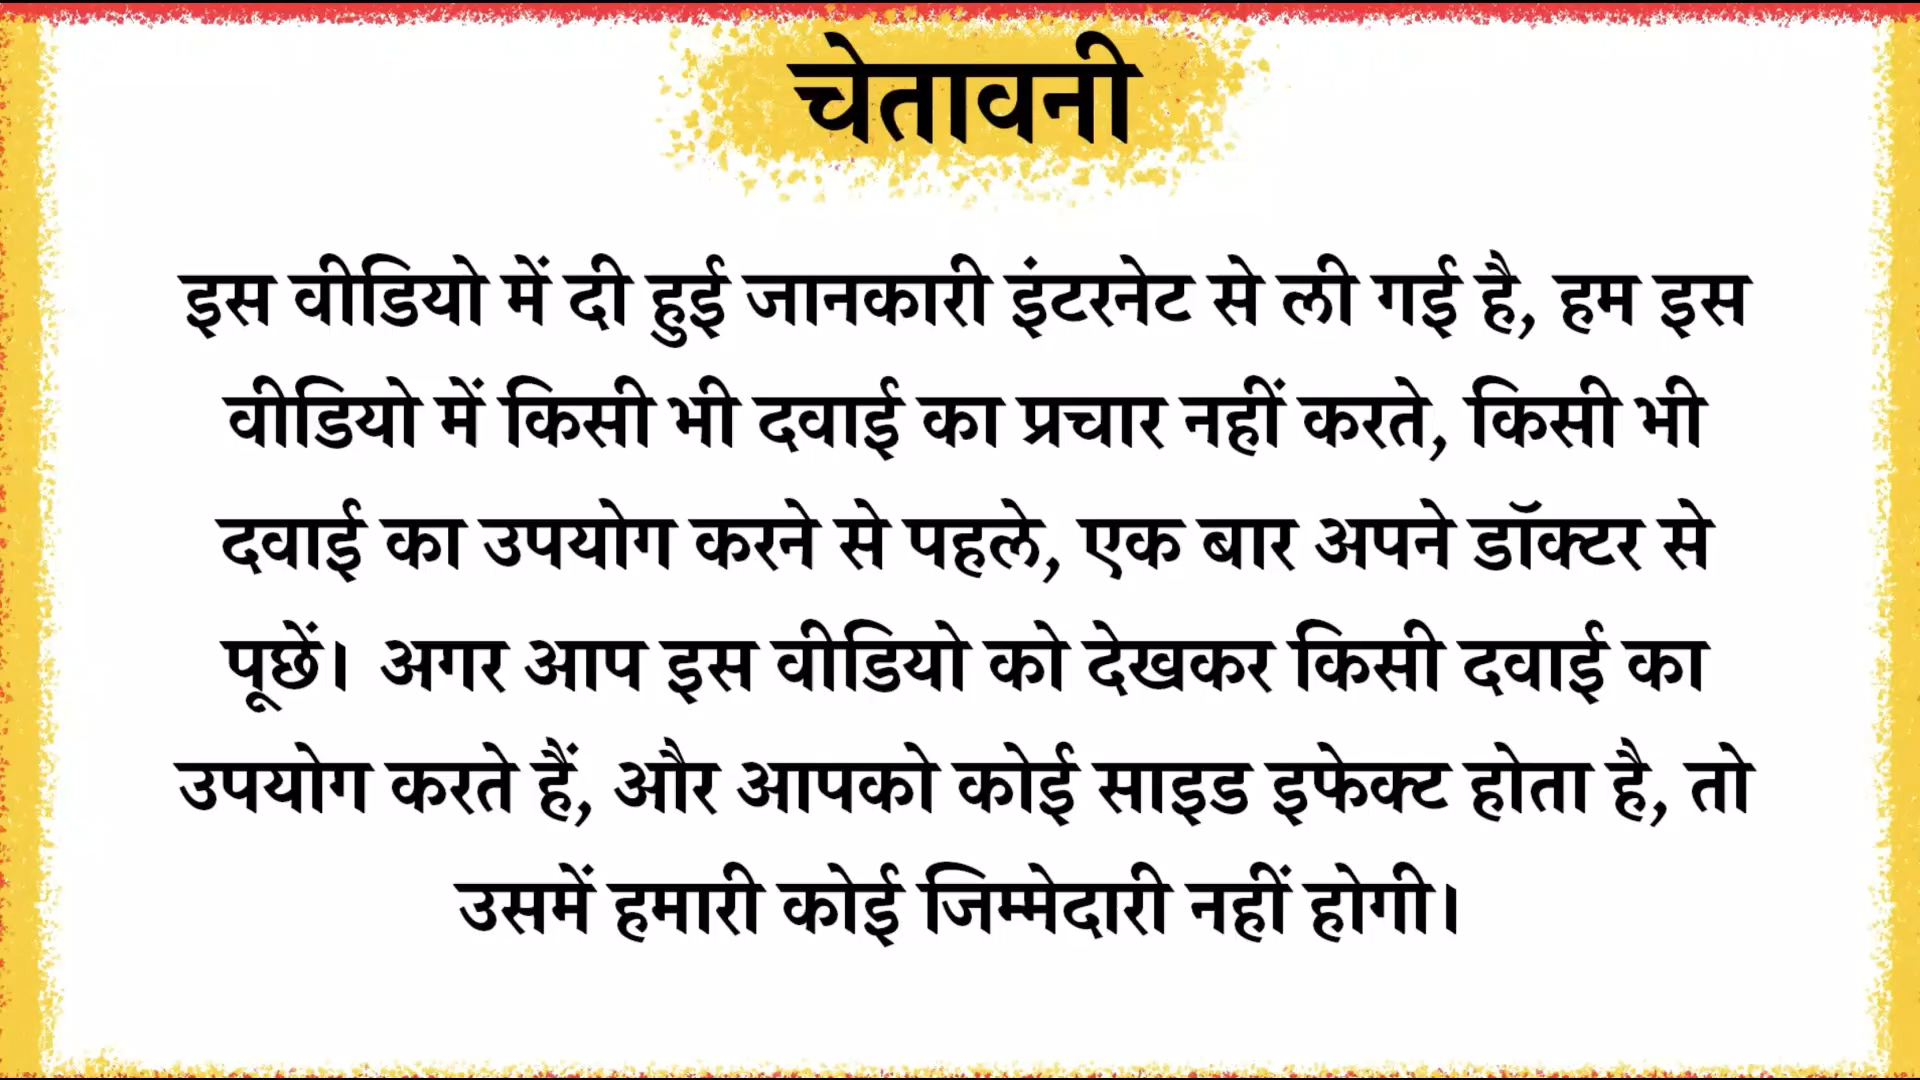 चेतावनी
इस वीडियो में दी हुई जानकारी इंटरनेट से ली गई है, हम इस
वीडियो में किसी भी दवाई का प्रचार नहीं करते, किसी भी
दवाई का उपयोग करने से पहले, एक बार अपने डॉक्टर से
पूछें। अगर आप इस वीडियो को देखकर किसी दवाई का
उपयोग करते हैं, और आपको कोई साइड इफेक्ट होता है, तो
उसमें हमारी कोई जिम्मेदारी नहीं होगी।